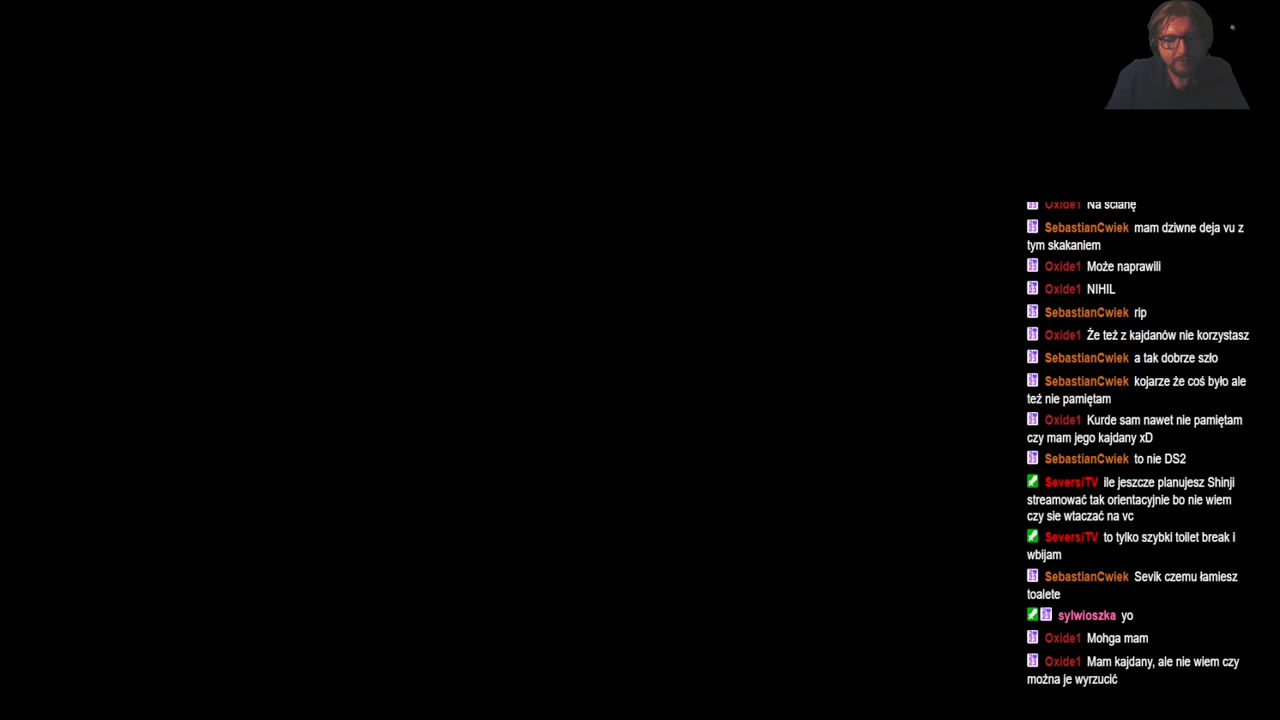 Oxide1 Na ścianę
SebastianCwiek mam dziwne deja vu z
tym skakaniem
Oxide1 Może naprawili
Oxide1 NIHIL
SebastianCwiek rip
Oxide1 Że też z kajdanów nie korzystasz
SebastianCwiek a tak dobrze szło
SebastianCwiek kojarze że coś było ale
też nie pamiętam
Oxide1 Kurde sam nawet nie pamiętam
czy mam jego kajdany xD
SebastianCwiek to nie DS2
SeversITV ile jeszcze planujesz Shinji
streamować tak orientacyjnie bo nie wiem
czy sie wtaczać na vc
SeversITV to tylko szybki toilet break i
wbijam
SebastianCwiek Sevik czemu łamiesz
toalete
sylwioszka yo
Oxide1 Mohga mam
Oxide1 Mam kajdany, ale nie wiem czy
można je wyrzucić